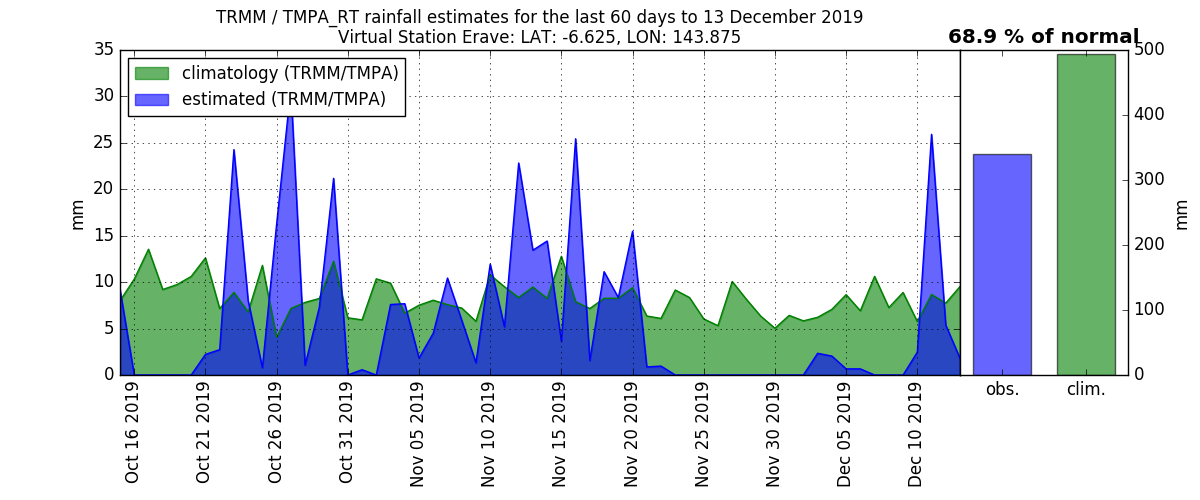 TRMM / TMPA_RT rainfall estimates for the last 60 days to 13 December 2019
Virtual Station Erave: LAT: -6.625, LON: 143.875
68.9 % of normal
climatology (TRMM/TMPA)
estimated (TRMM/TMPA)
mm
35
30
25
20
15
10
5
0
Oct 16 2019
Oct 21 2019
Oct 26 2019
Oct 31 2019
Nov 05 2019
Nov 10 2019
Nov 15 2019
Nov 20 2019
Nov 25 2019
Nov 30 2019
Dec 05 2019
Dec 10 2019
obs.
clim.
500
400
300
200
100
0
mm